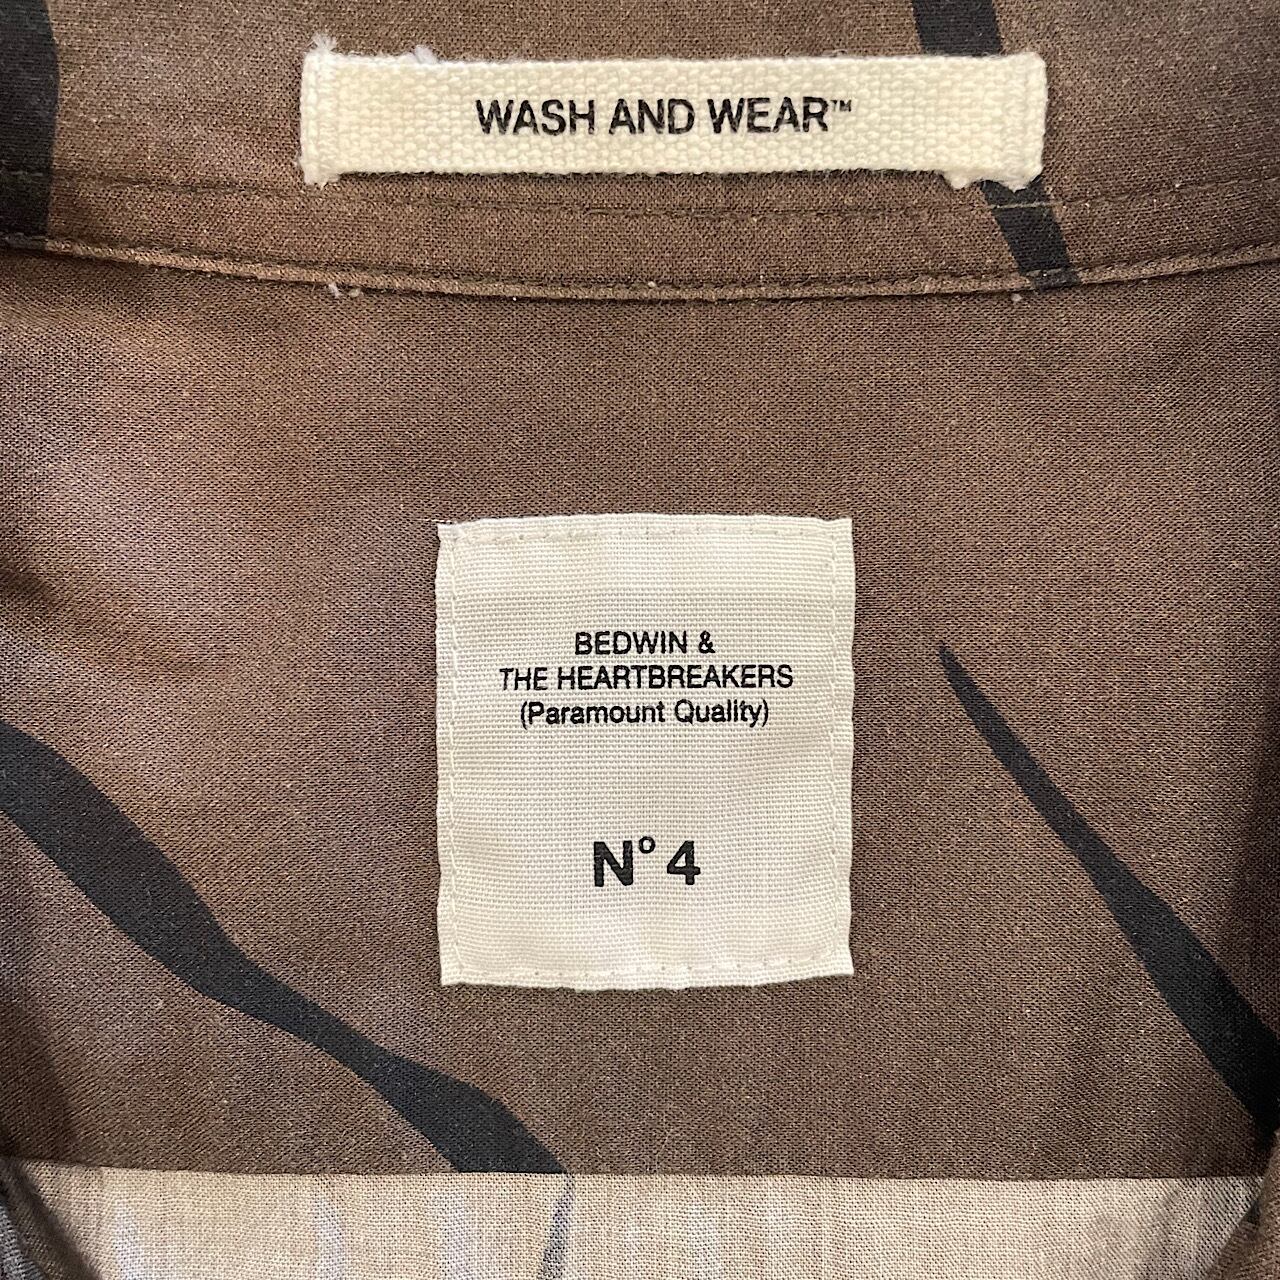 WASH AND WEAR™
BEDWIN &
THE HEARTBREAKERS
(Paramount Quality)
N° 4